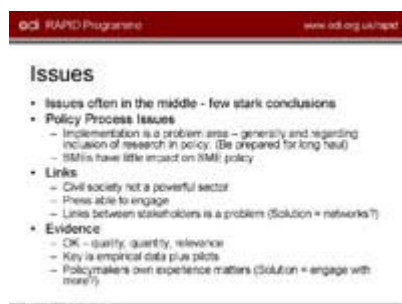 odi RAPID Programme
www.odi.org.uk/rapid
Issues
• Issues often in the middle - few stark conclusions
• Policy Process Issues
– Implementation is a problem area – generally and regarding
inclusion of research in policy. (Be prepared for long haul)
– SMEs have little impact on SME policy
• Links
– Civil society not a powerful sector
– Press able to engage
– Links between stakeholders is a problem (Solution = networks?)
• Evidence
– OK – quality, quantity, relevance
– Key is empirical data plus pilots
– Policymakers own experience matters (Solution = engage with
more?)